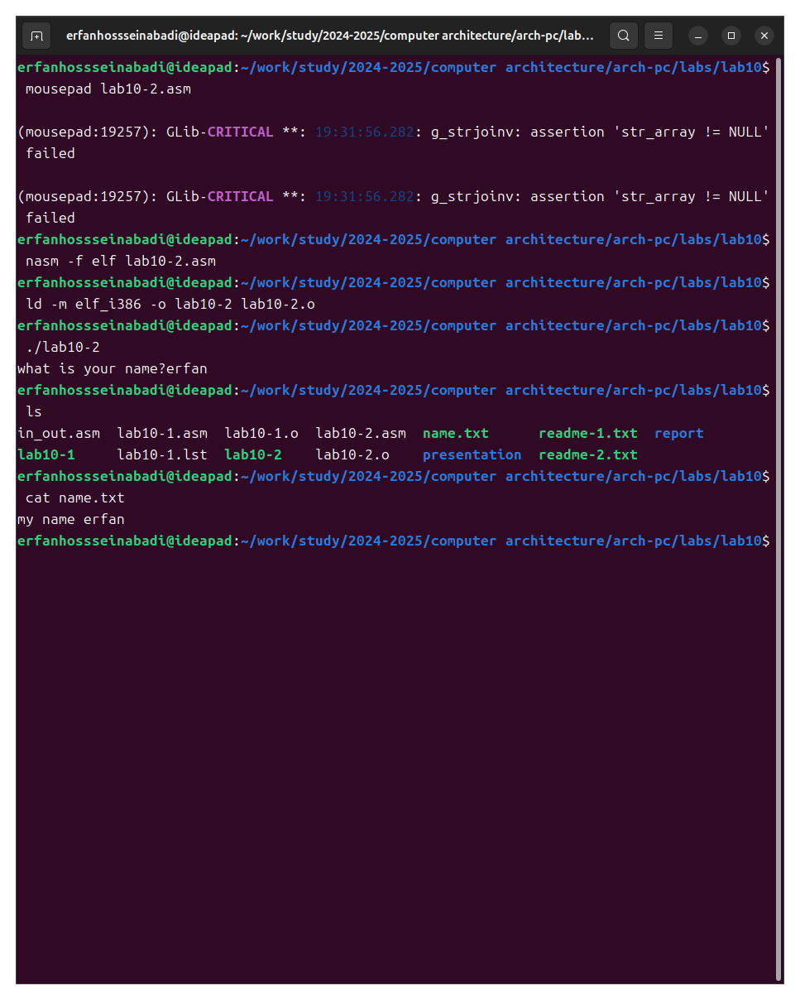 erfanhossseinabadi@ideapad: ~/work/study/2024-2025/computer architecture/arch-pc/lab...
erfanhossseinabadi@ideapad:~/work/study/2024-2025/computer architecture/arch-pc/labs/lab10$
mousepad lab10-2.asm
(mousepad:19257): GLib-CRITICAL **: 19:31:56.282: g_strjoinv: assertion 'str_array != NULL'
failed
(mousepad:19257): GLib-CRITICAL **: 19:31:56.282: g_strjoinv: assertion 'str_array != NULL'
failed
erfanhossseinabadi@ideapad:~/work/study/2024-2025/computer architecture/arch-pc/labs/lab10$
nasm -f elf lab10-2.asm
erfanhossseinabadi@ideapad:~/work/study/2024-2025/computer architecture/arch-pc/labs/lab10$
ld -m elf_i386 -o lab10-2 lab10-2.o
erfanhossseinabadi@ideapad:~/work/study/2024-2025/computer architecture/arch-pc/labs/lab10$
./lab10-2
what is your name?erfan
erfanhossseinabadi@ideapad:~/work/study/2024-2025/computer architecture/arch-pc/labs/lab10$
ls
in_out.asm lab10-1.asm lab10-1.o lab10-2.asm name.txt readme-1.txt report
lab10-1 lab10-1.lst lab10-2 lab10-2.o presentation readme-2.txt
erfanhossseinabadi@ideapad:~/work/study/2024-2025/computer architecture/arch-pc/labs/lab10$
cat name.txt
my name erfan
erfanhossseinabadi@ideapad:~/work/study/2024-2025/computer architecture/arch-pc/labs/lab10$